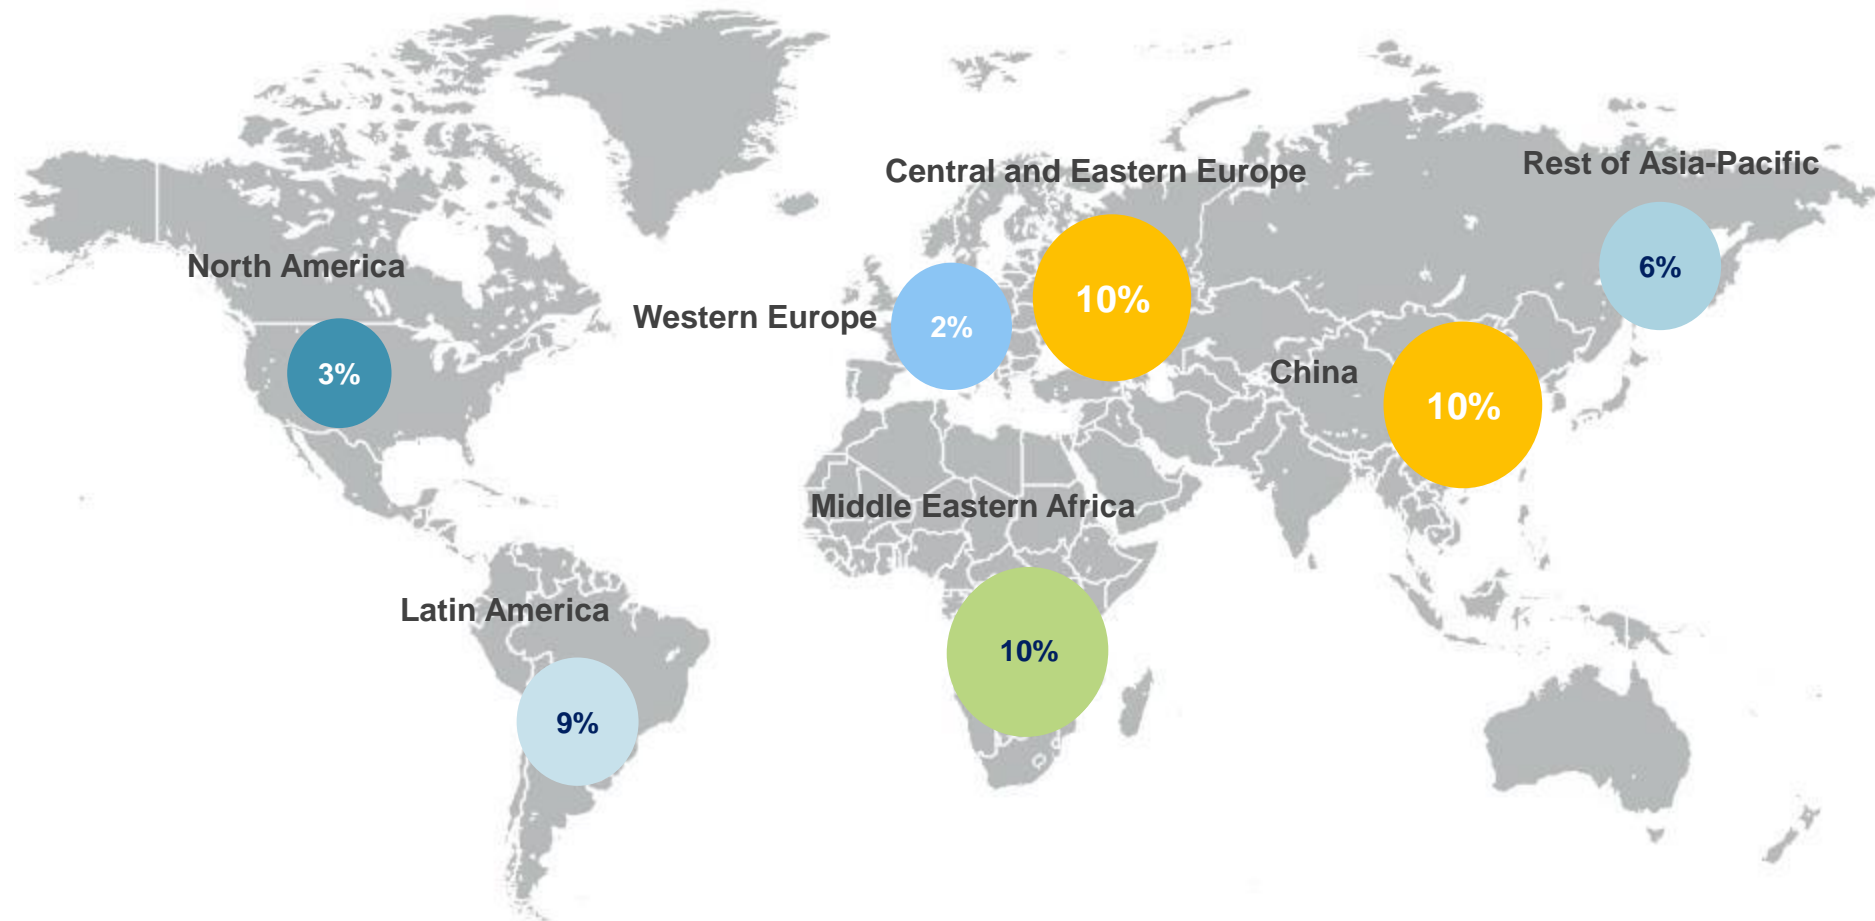 Central and Eastern Europe
Rest of Asia-Pacific
North America
6%
10%
Western Europe
2%
3%
China
10%
Middle Eastern Africa
Latin America
10%
9%